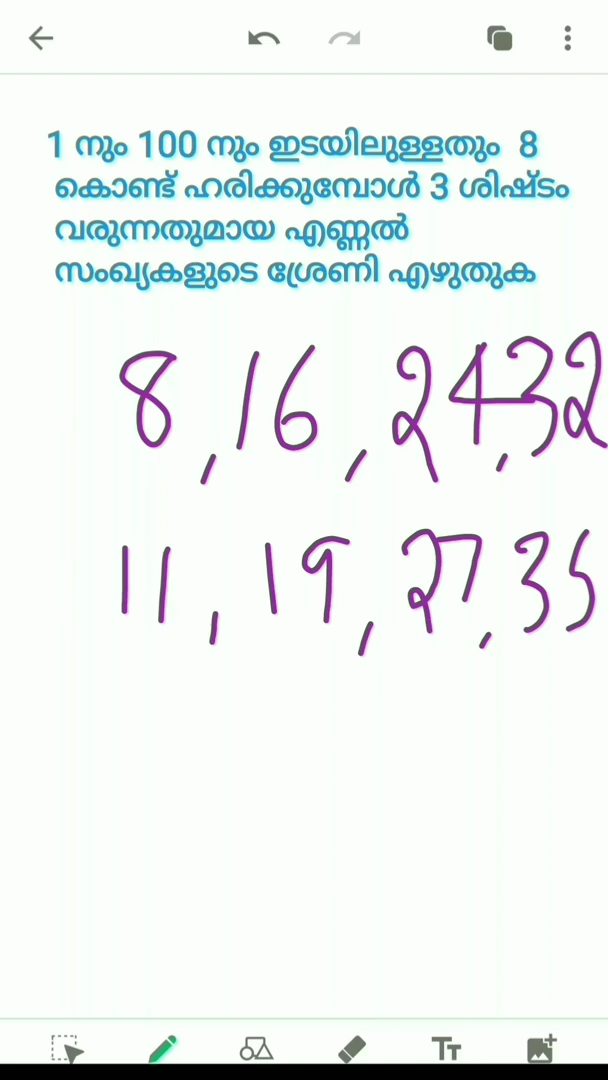 1 നും 100 നും ഇടയിലുള്ളതും 8
കൊണ്ട് ഹരിക്കുമ്പോൾ 3 ശിഷ്ടം
വരുന്നതുമായ എണ്ണൽ
സംഖ്യകളുടെ ശ്രേണി എഴുതുക
8, 16, 24, 32
11, 19, 27, 35
Tт